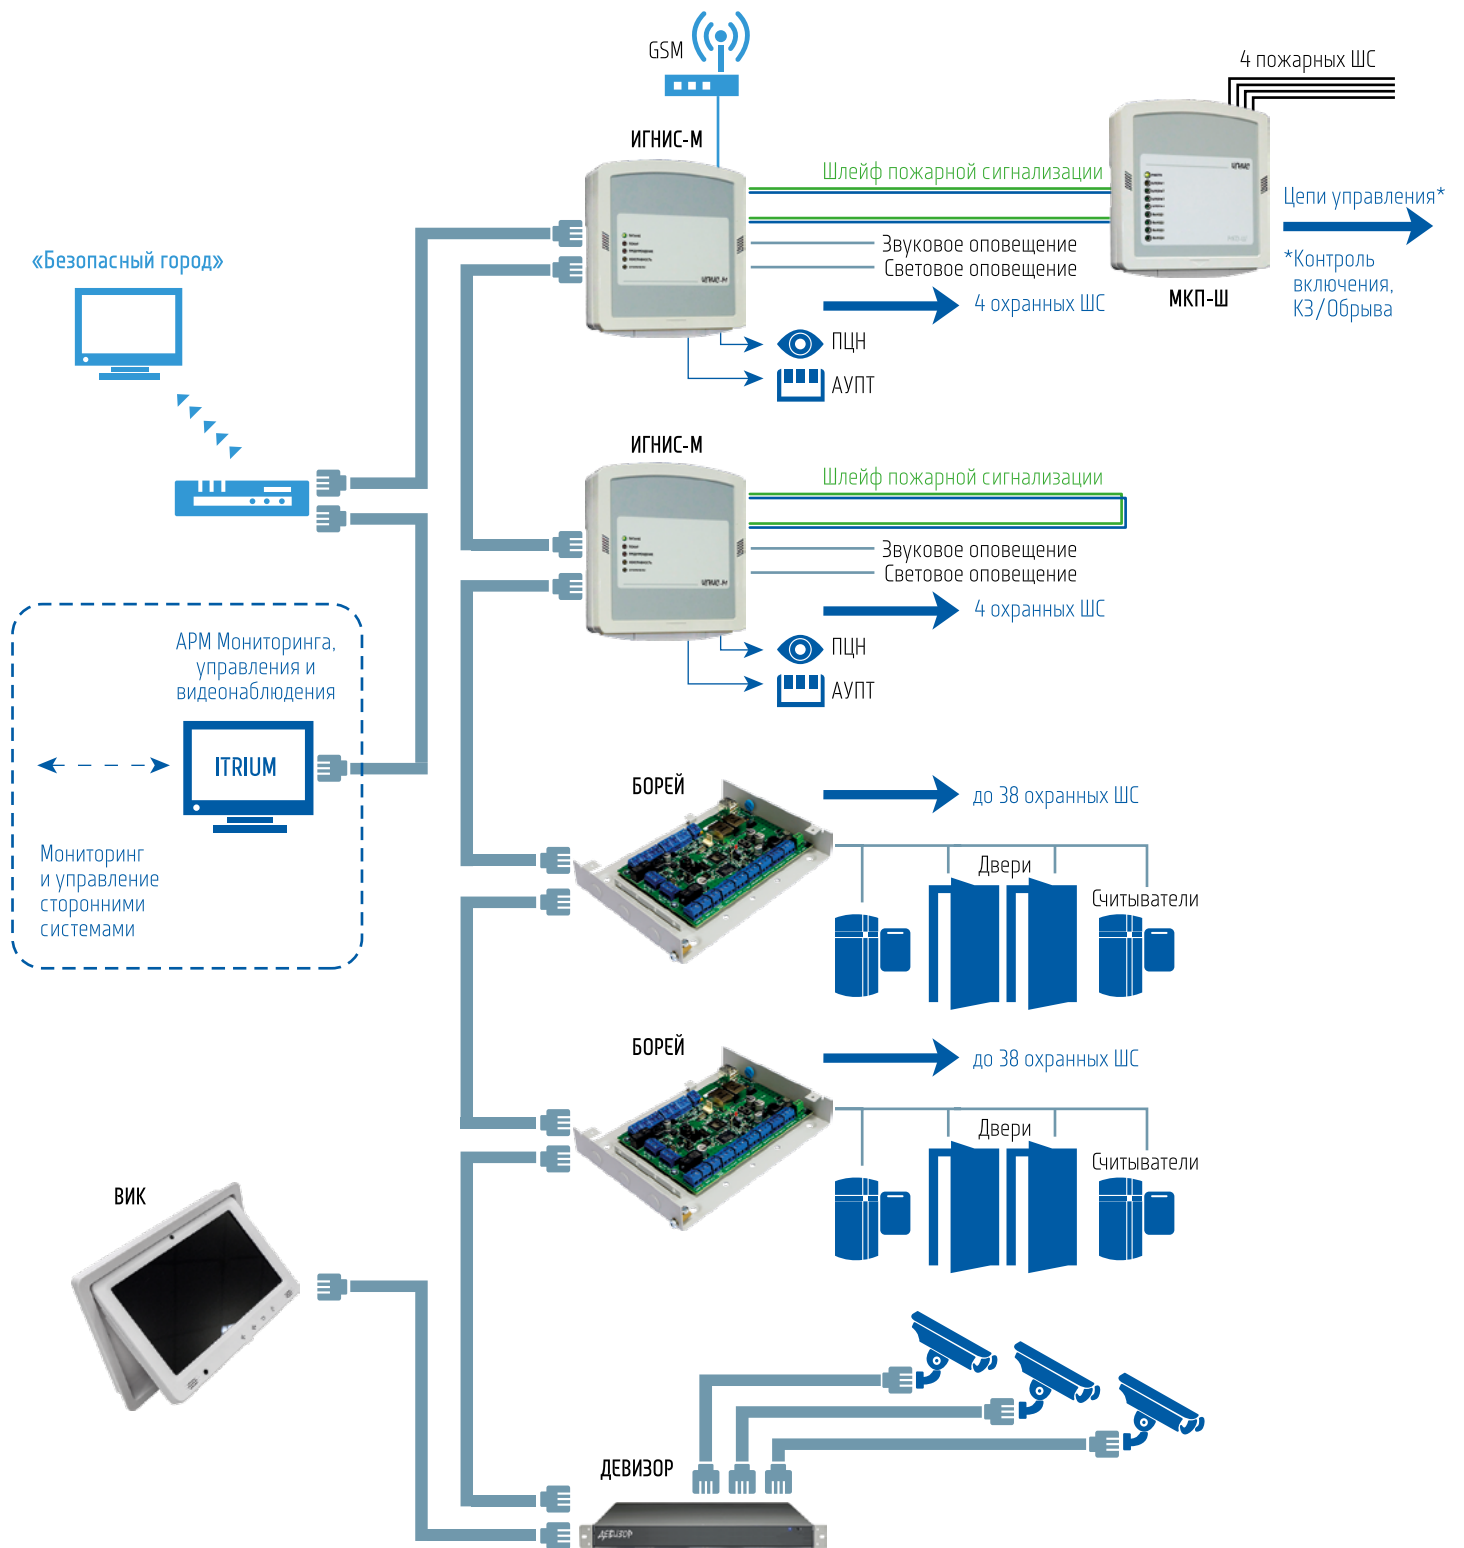 GSM
4 пожарных ШС
ИГНИС-М
Шлейф пожарной сигнализации
Цепи управления*
Звуковое оповещение
Световое оповещение
*Контроль
включения,
КЗ/Обрыва
МКП-Ш
4 охранных ШС
ПЦН
АУПТ
«Безопасный город»
ИГНИС-М
Шлейф пожарной сигнализации
Звуковое оповещение
Световое оповещение
4 охранных ШС
ПЦН
АУПТ
АРМ Мониторинга,
управления и
видеонаблюдения
ITRIUM
Мониторинг
и управление
сторонними
системами
БОРЕЙ
до 38 охранных ШС
Двери
Считыватели
БОРЕЙ
до 38 охранных ШС
Двери
Считыватели
ВИК
ДЕВИЗОР
ДЕВИЗОР